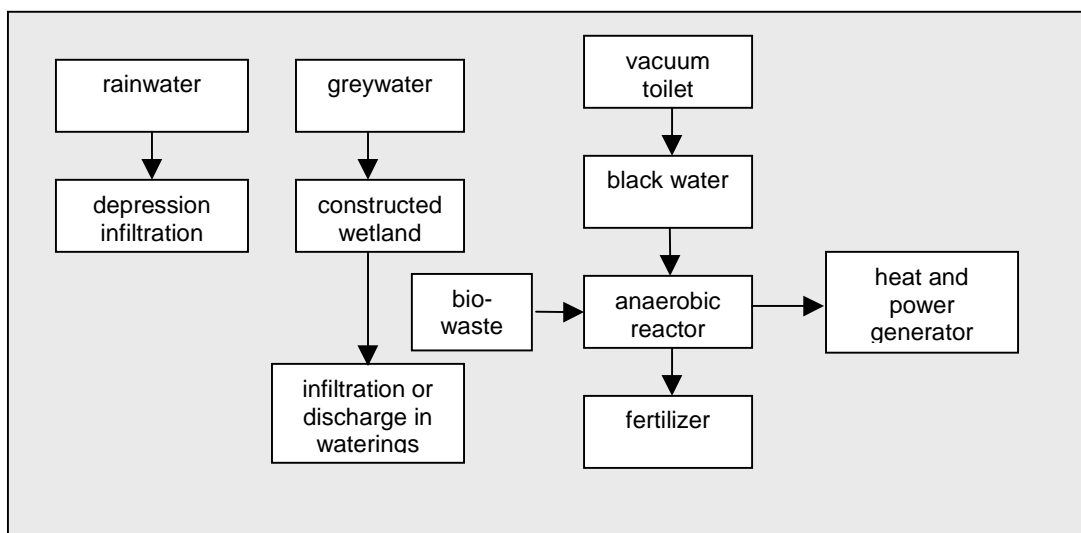 rainwater
depression
infiltration
greywater
constructed
wetland
infiltration or
discharge in
waterings
vacuum
toilet
black water
bio-
waste
anaerobic
reactor
heat and
power
generator
fertilizer